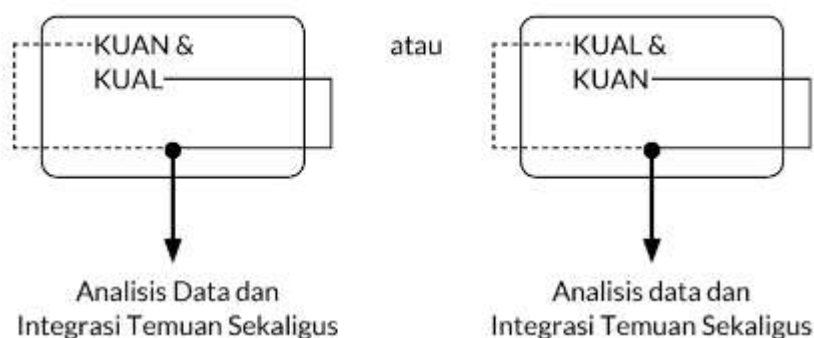 KUAN &
KUAL
Analisis Data dan
Integrasi Temuan Sekaligus
atau
KUAL &
KUAN
Analisis data dan
Integrasi Temuan Sekaligus